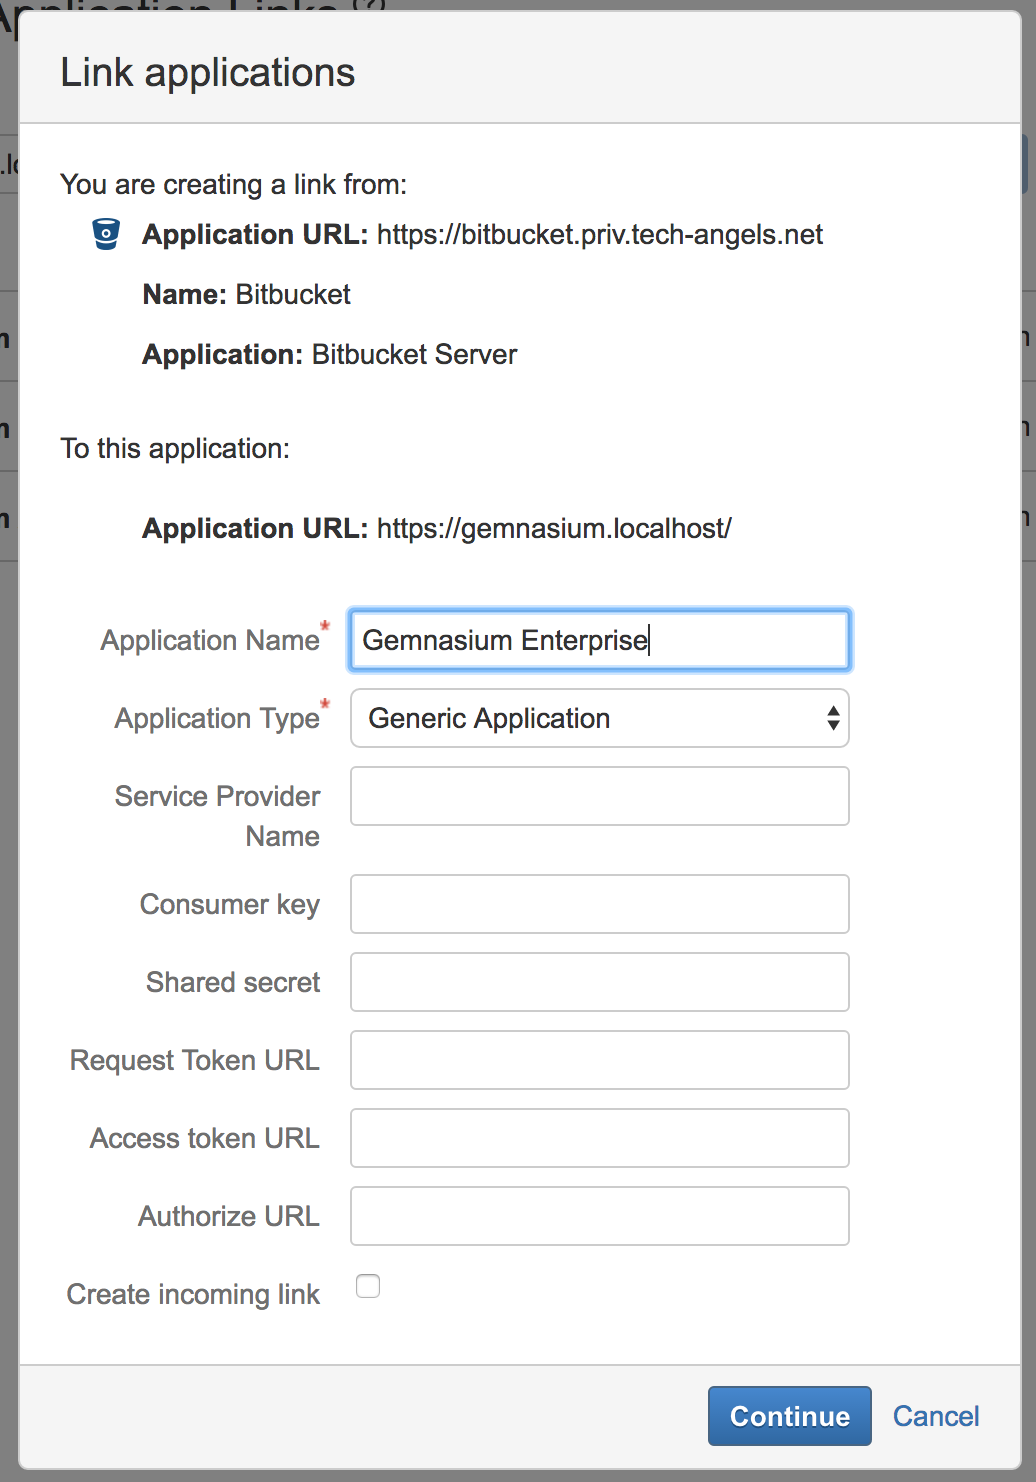 Application Links
Link applications
You are creating a link from:
Application URL: https://bitbucket.priv.tech-angels.net
Name: Bitbucket
Application: Bitbucket Server
To this application:
Application URL: https://gemnasium.localhost/
Application Name* Gemnasium Enterprise
Application Type* Generic Application
Service Provider
Name
Consumer key
Shared secret
Request Token URL
Access token URL
Authorize URL
Create incoming link
Continue Cancel